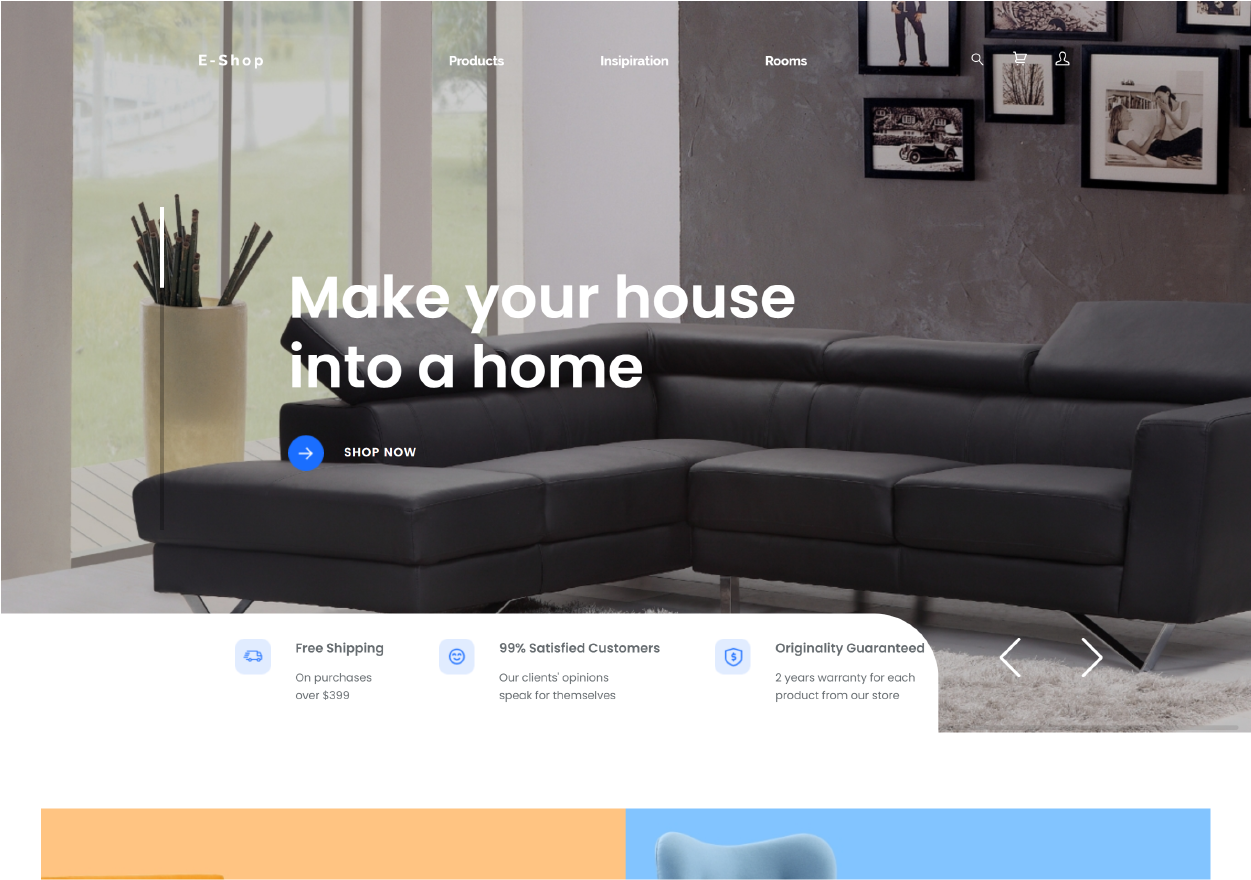 E-Shop
Products
Insipiration
Rooms
Make your house
into a home
SHOP NOW
Free Shipping
On purchases
over $399
99% Satisfied Customers
Our clients' opinions
speak for themselves
Originality Guaranteed
2 years warranty for each
product from our store